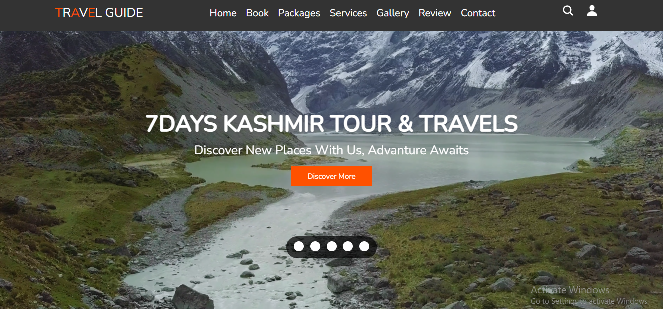 TRAVEL GUIDE Home Book Packages Services Gallery Review Contact
7DAYS KASHMIR TOUR & TRAVELS
Discover New Places With Us, Advanture Awaits
Discover More
Activate Windows
Go to Settings to activate Windows.